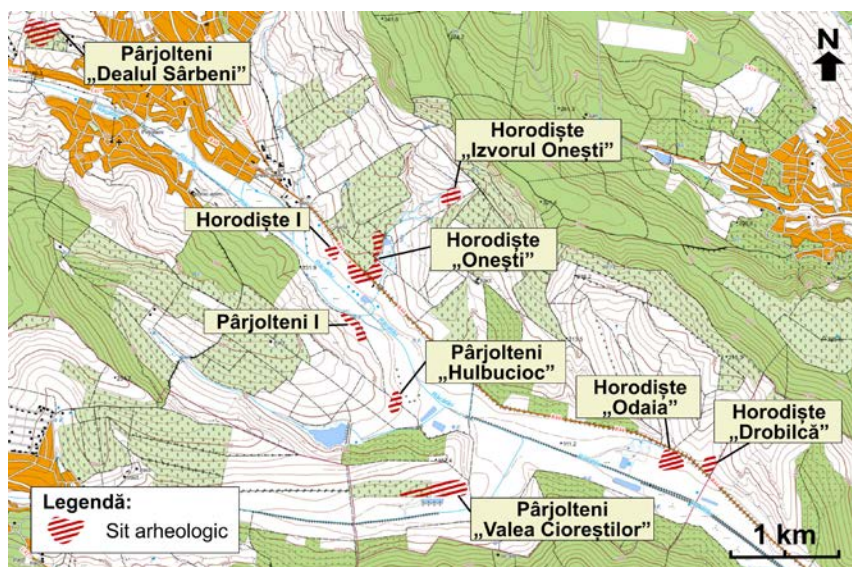 Pârjolteni
„Dealul Sârbeni”
N
Horodiște
„Izvorul Onești”
Horodiște I
Horodiște
„Onești”
Pârjolteni I
Pârjolteni
„Hulbucioc”
Horodiște
„Odaia”
Horodiște
„Drobilcă”
Pârjolteni
„Valea Cioreștilor”
Legendă:
Sit arheologic
1 km